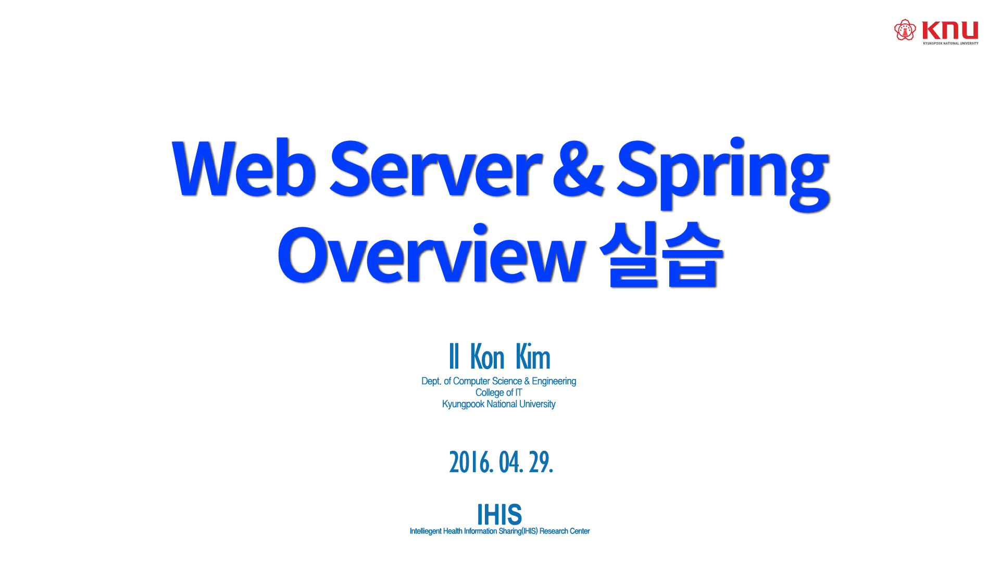 KNU
KYUNGPOOK NATIONAL UNIVERSITY
Web Server & Spring
Overview 실습
Il Kon Kim
Dept. of Computer Science & Engineering
College of IT
Kyungpook National University
2016. 04. 29.
IHIS
Intelliegent Health Information Sharing(IHIS) Research Center